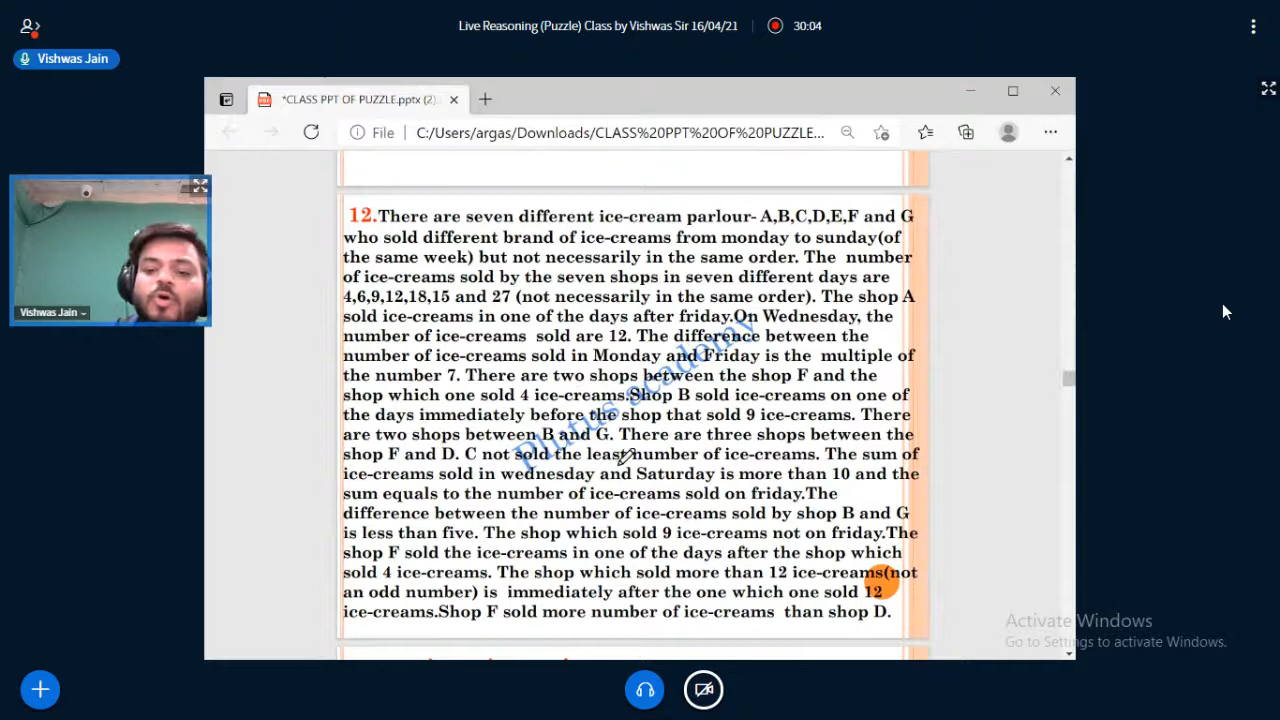 Live Reasoning (Puzzle) Class by Vishwas Sir 16/04/21
30:04
Vishwas Jain
*CLASS PPT OF PUZZLE.pptx (2)
File
C:/Users/argas/Downloads/CLASS%20PPT%20OF%20PUZZLE...
12.There are seven different ice-cream parlour- A,B,C,D,E,F and G
who sold different brand of ice-creams from monday to sunday(of
the same week) but not necessarily in the same order. The number
of ice-creams sold by the seven shops in seven different days are
4,6,9,12,18,15 and 27 (not necessarily in the same order). The shop A
sold ice-creams in one of the days after friday.On Wednesday, the
number of ice-creams sold are 12. The difference between the
number of ice-creams sold in Monday and Friday is the multiple of
the number 7. There are two shops between the shop F and the
shop which one sold 4 ice-creams.Shop B sold ice-creams on one of
the days immediately before the shop that sold 9 ice-creams. There
are two shops between B and G. There are three shops between the
shop F and D. C not sold the least number of ice-creams. The sum of
ice-creams sold in wednesday and Saturday is more than 10 and the
sum equals to the number of ice-creams sold on friday.The
difference between the number of ice-creams sold by shop B and G
is less than five. The shop which sold 9 ice-creams not on friday.The
shop F sold the ice-creams in one of the days after the shop which
sold 4 ice-creams. The shop which sold more than 12 ice-creams(not
an odd number) is immediately after the one which one sold 12
ice-creams.Shop F sold more number of ice-creams than shop D.
Plutus academy
Vishwas Jain
Activate Windows
Go to Settings to activate Windows.